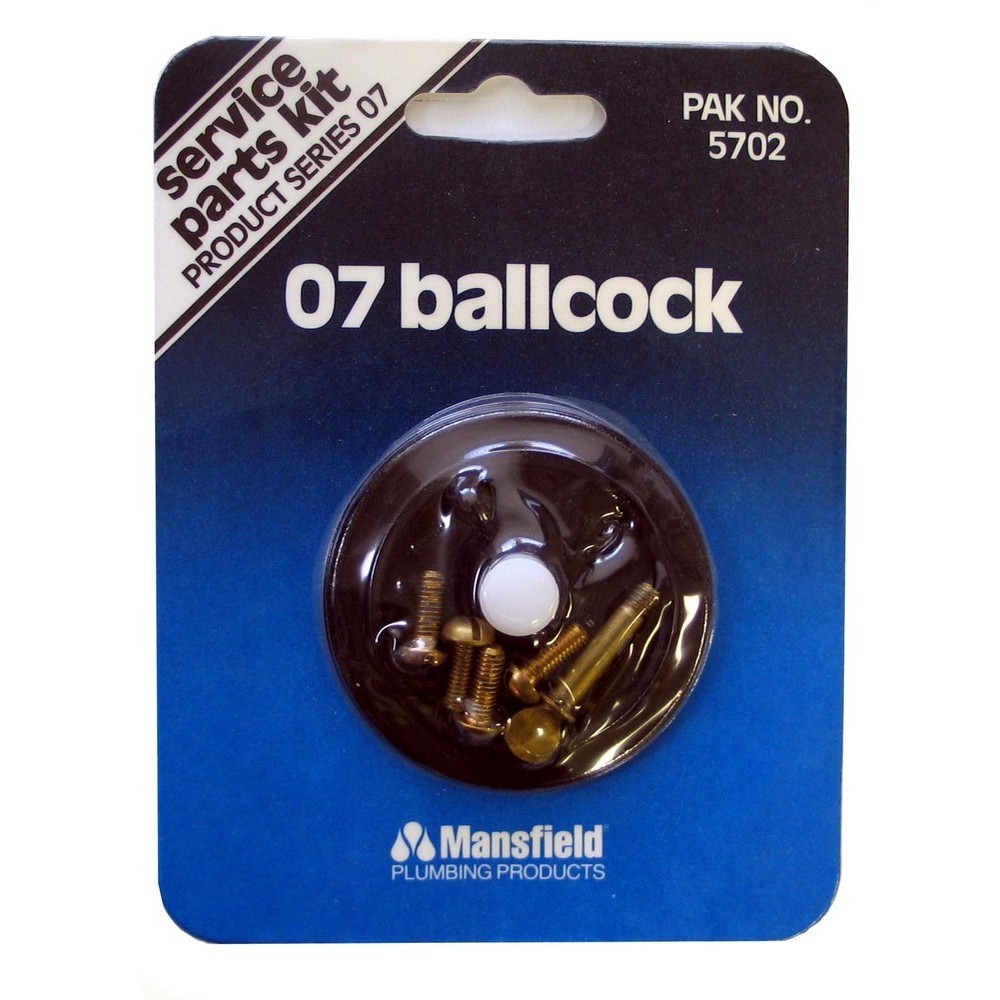 service
parts kit
PRODUCT SERIES 07
PAK NO.
5702
07 ballcock
Mansfield
PLUMBING PRODUCTS